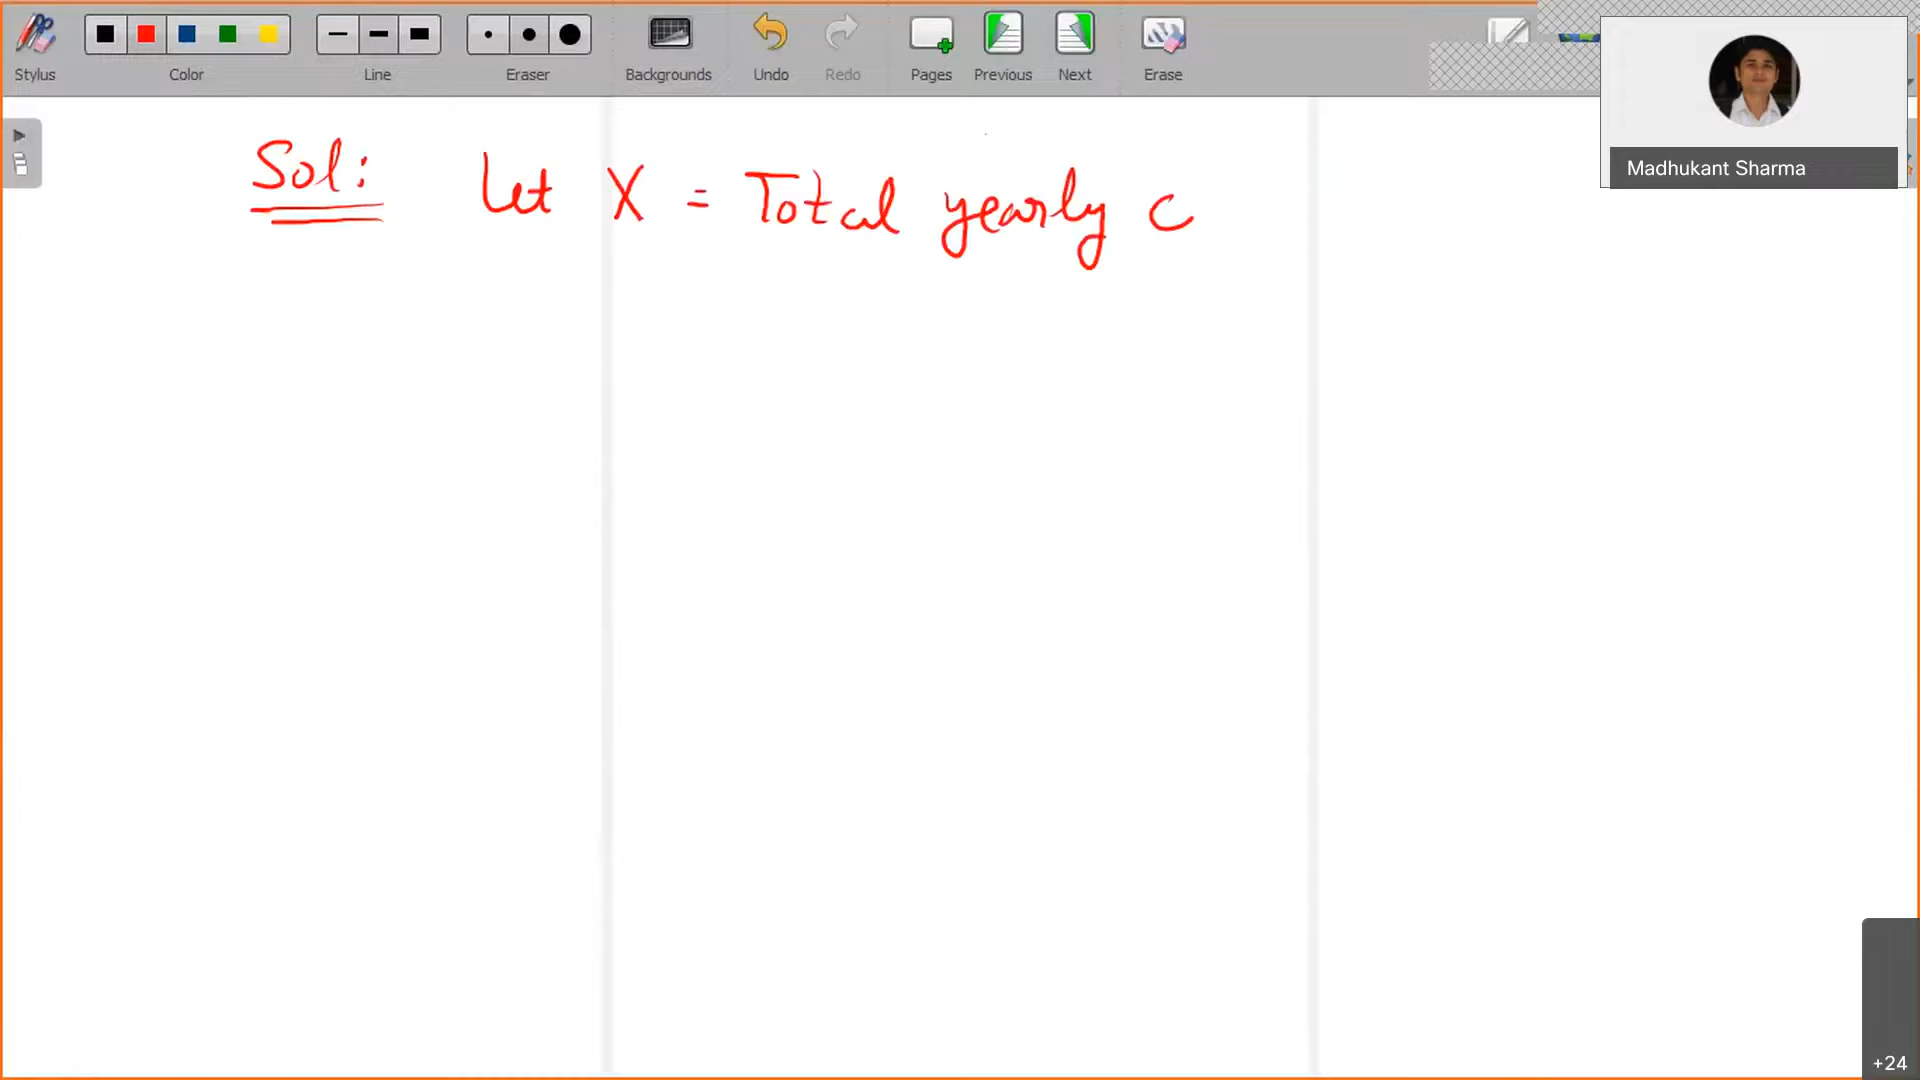 Stylus Color Line Eraser Backgrounds Undo Redo Pages Previous Next Erase
Madhukant Sharma
Sol: Let X = Total yearly c
+24